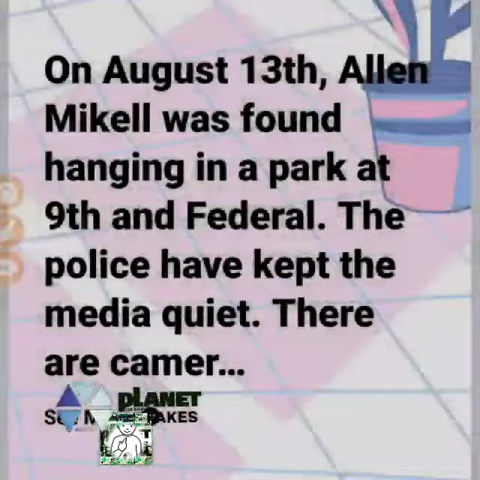 On August 13th, Allen
Mikell was found
hanging in a park at
9th and Federal. The
police have kept the
media quiet. There
are camer...
PLANET